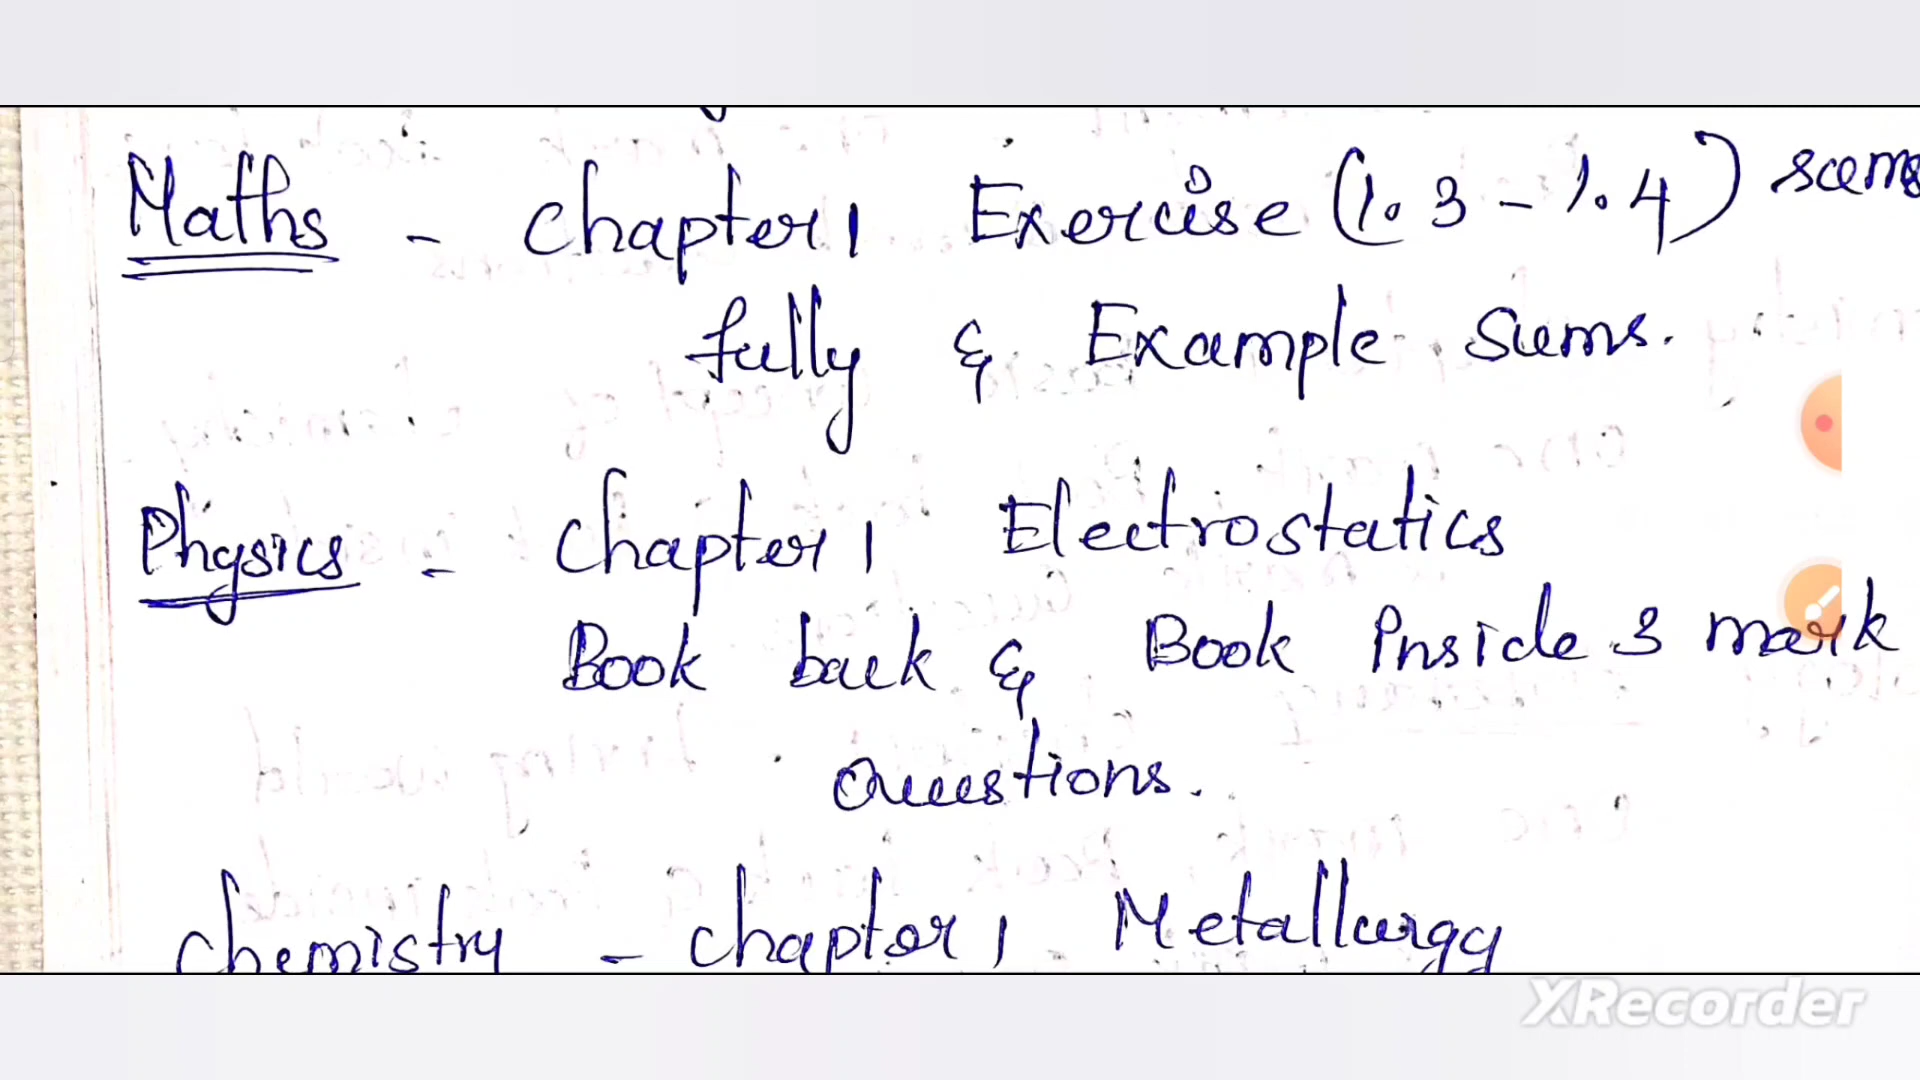 Maths - chapter 1 Exercise (1.3 - 1.4) sums
fully & Example sums.
Physics - chapter 1 Electrostatics
Book back & Book Inside 3 mark
Questions.
chemistry - chapter 1 Metallurgy
XRecorder